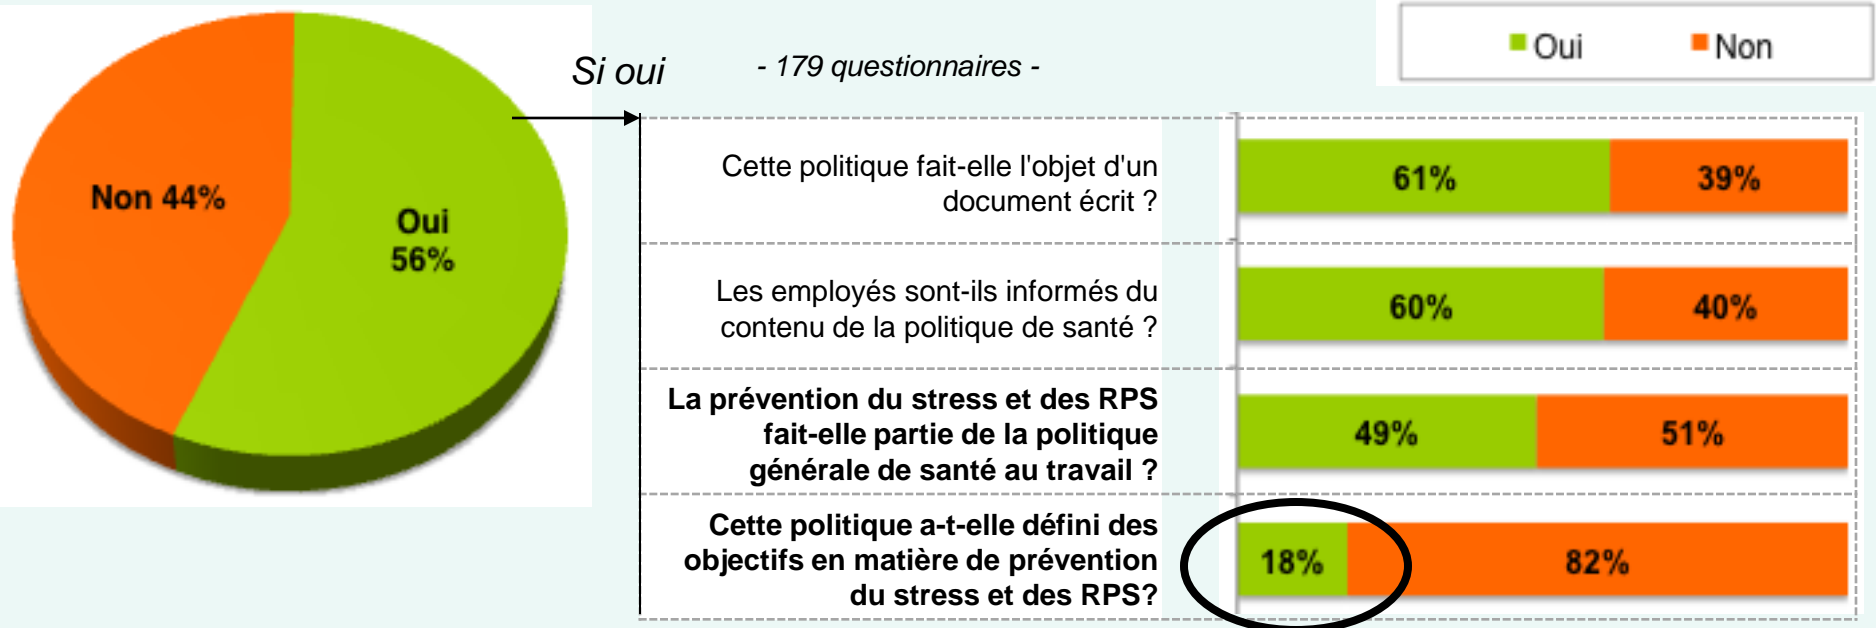 Non 44%
Oui
56%
Si oui
- 179 questionnaires -
Oui
Non
Cette politique fait-elle l'objet d'un
document écrit ?
61%
39%
Les employés sont-ils informés du
contenu de la politique de santé ?
60%
40%
La prévention du stress et des RPS
fait-elle partie de la politique
générale de santé au travail ?
49%
51%
Cette politique a-t-elle défini des
objectifs en matière de prévention
du stress et des RPS?
18%
82%